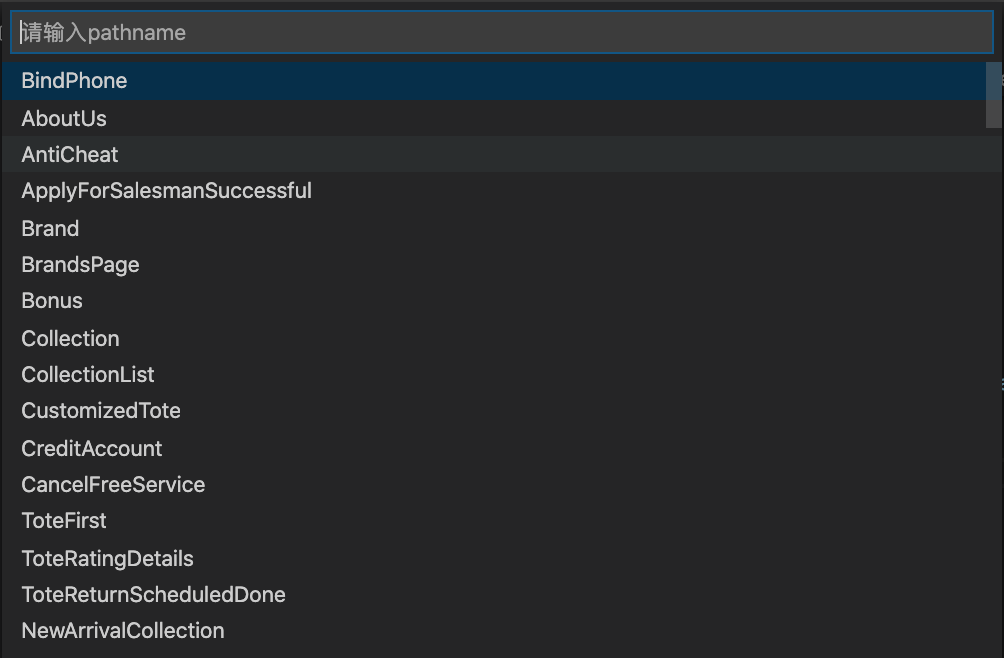 请输入pathname
BindPhone
AboutUs
AntiCheat
ApplyForSalesmanSuccessful
Brand
BrandsPage
Bonus
Collection
CollectionList
CustomizedTote
CreditAccount
CancelFreeService
ToteFirst
ToteRatingDetails
ToteReturnScheduledDone
NewArrivalCollection